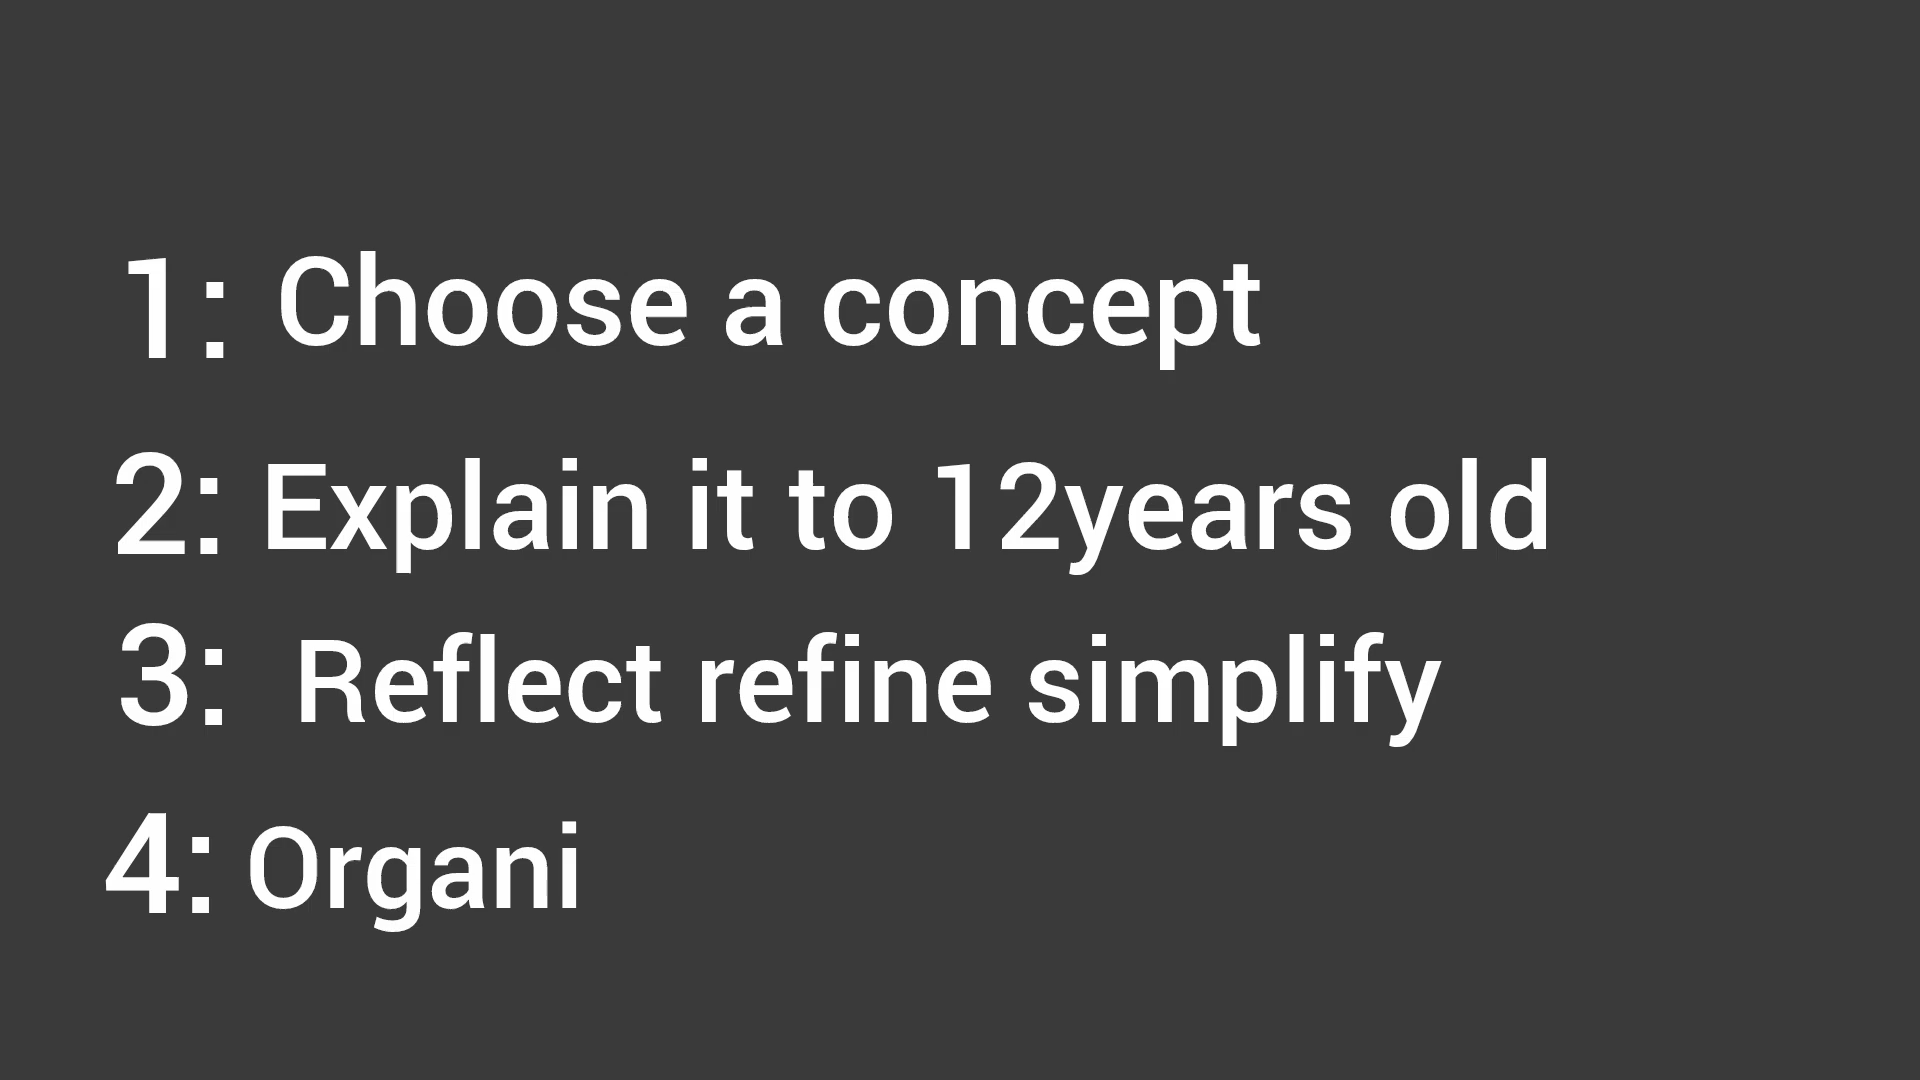 1: Choose a concept
2: Explain it to 12years old
3: Reflect refine simplify
4: Organi